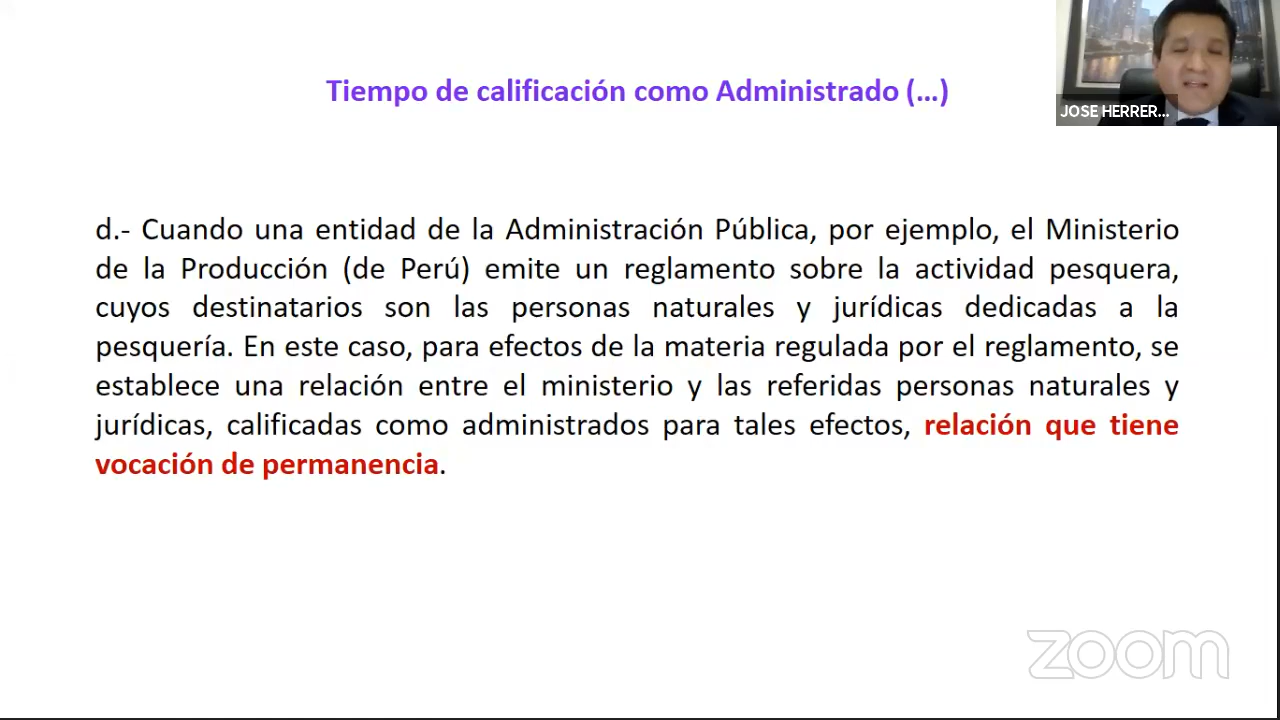 Tiempo de calificación como Administrado (…)
JOSE HERRER...
d.- Cuando una entidad de la Administración Pública, por ejemplo, el Ministerio
de la Producción (de Perú) emite un reglamento sobre la actividad pesquera,
cuyos destinatarios son las personas naturales y jurídicas dedicadas a la
pesquería. En este caso, para efectos de la materia regulada por el reglamento, se
establece una relación entre el ministerio y las referidas personas naturales y
jurídicas, calificadas como administrados para tales efectos, relación que tiene
vocación de permanencia.
zoom